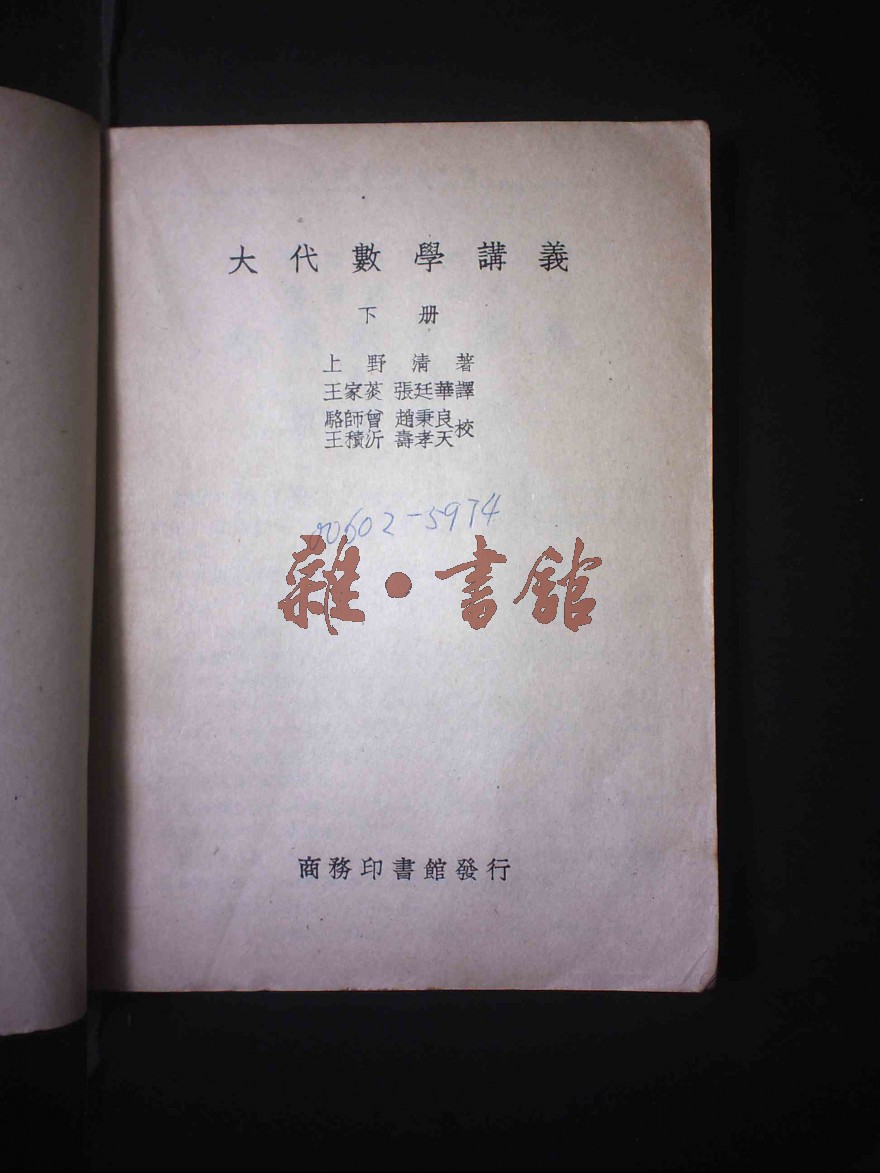 大代數學講義
下册
上野清著
王家菼 張廷華譯
駱師曾 趙秉良校
王積沂 壽孝天
00602-5974
雜·書館
商務印書館發行